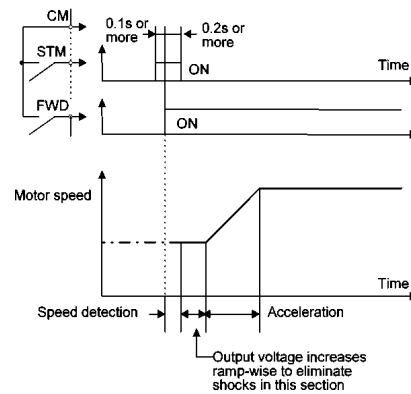 CM
0.1s or
more
0.2s or
more
STM
ON
Time
FWD
ON
Motor speed
Time
Speed detection
Acceleration
Output voltage increases
ramp-wise to eliminate
shocks in this section